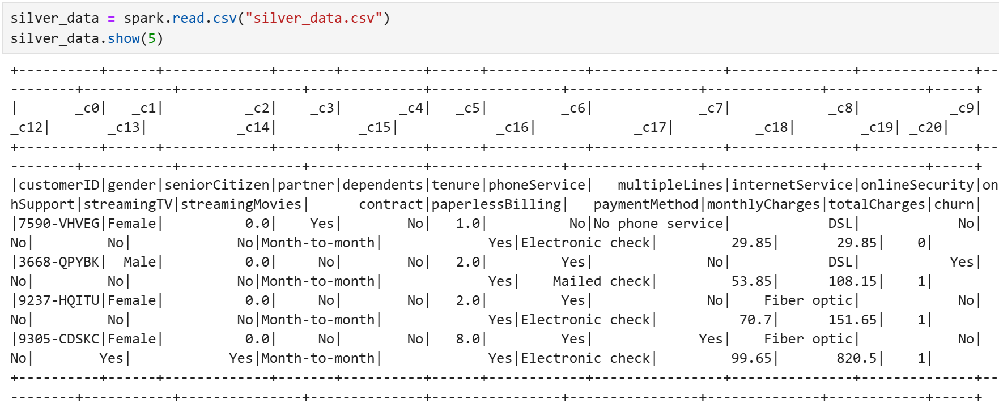 silver_data = spark.read.csv("silver_data.csv")
silver_data.show(5)
+----------+------+-------------+-------+----------+------+------------+----------------+---------------+--------------+--
--------+-----------+---------------+--------------+----------------+----------------+--------------+------------+-----+
|       _c0|   _c1|          _c2|    _c3|       _c4|   _c5|         _c6|             _c7|            _c8|           _c9|
_c12|       _c13|           _c14|          _c15|            _c16|            _c17|          _c18|        _c19| _c20|
+----------+------+-------------+-------+----------+------+------------+----------------+---------------+--------------+--
--------+-----------+---------------+--------------+----------------+----------------+--------------+------------+-----+
|customerID|gender|seniorCitizen|partner|dependents|tenure|phoneService|   multipleLines|internetService|onlineSecurity|on
hSupport|streamingTV|streamingMovies|      contract|paperlessBilling|   paymentMethod|monthlyCharges|totalCharges|churn|
|7590-VHVEG|Female|          0.0|    Yes|        No|   1.0|          No|No phone service|            DSL|            No|
No|         No|             No|Month-to-month|             Yes|Electronic check|         29.85|       29.85|    0|
|3668-QPYBK|  Male|          0.0|     No|        No|   2.0|         Yes|              No|            DSL|           Yes|
No|         No|             No|Month-to-month|             Yes|    Mailed check|         53.85|      108.15|    1|
|9237-HQITU|Female|          0.0|     No|        No|   2.0|         Yes|              No|    Fiber optic|            No|
No|         No|             No|Month-to-month|             Yes|Electronic check|          70.7|      151.65|    1|
|9305-CDSKC|Female|          0.0|     No|        No|   8.0|         Yes|             Yes|    Fiber optic|            No|
No|        Yes|            Yes|Month-to-month|             Yes|Electronic check|         99.65|       820.5|    1|
+----------+------+-------------+-------+----------+------+------------+----------------+---------------+--------------+--
--------+-----------+---------------+--------------+----------------+----------------+--------------+------------+-----+